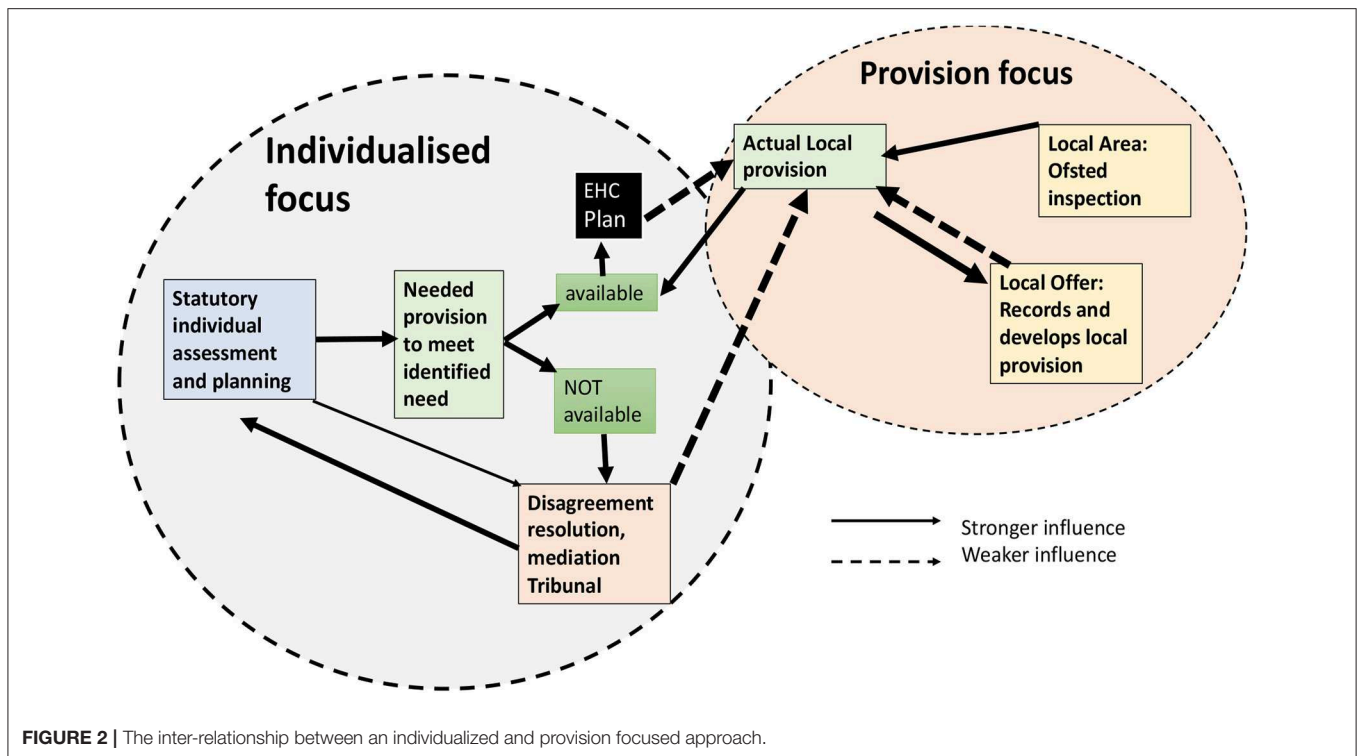 Provision focus
Individualised
focus
Actual Local
provision
Local Area:
Ofsted
inspection
EHC
Plan
available
Local Offer:
Records and
develops local
provision
Statutory
individual
assessment
and planning
Needed
provision
to meet
identified
need
NOT
available
Disagreement
resolution,
mediation
Tribunal
Stronger influence
Weaker influence
FIGURE 2 | The inter-relationship between an individualized and provision focused approach.